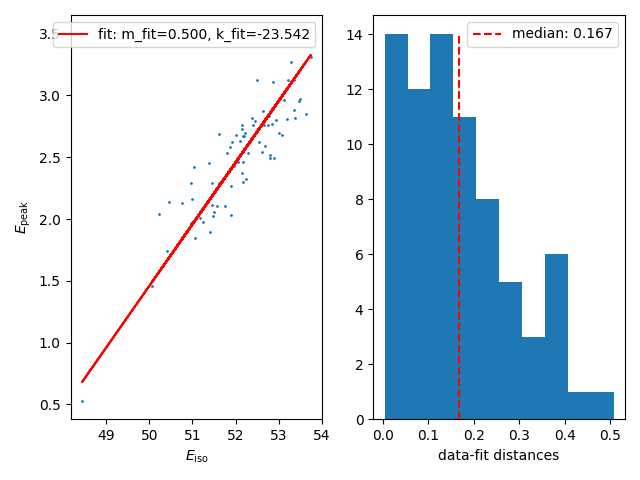 fit: m_fit=0.500, k_fit=-23.542
3.5
3.0
2.5
2.0
1.5
1.0
0.5
E_peak
49 50 51 52 53 54
E_iso
median: 0.167
14
12
10
8
6
4
2
0
0.0 0.1 0.2 0.3 0.4 0.5
data-fit distances